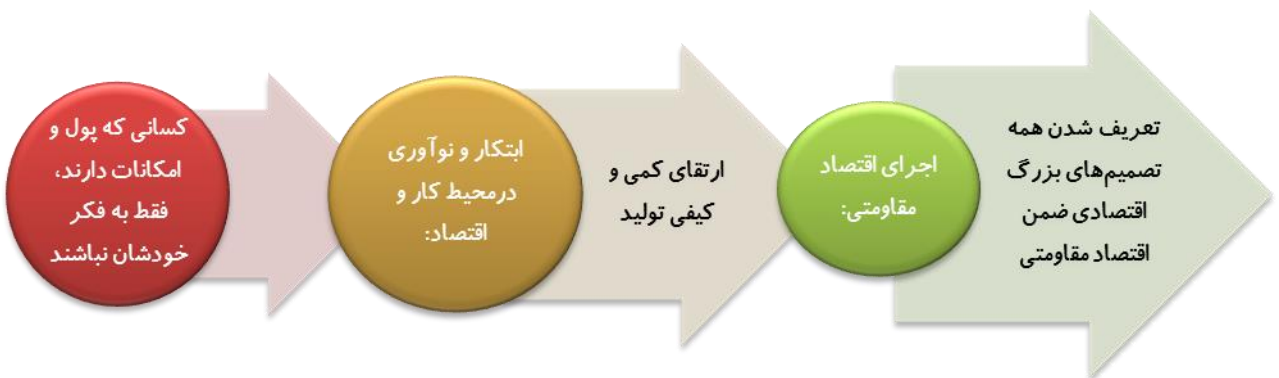 کسانی که پول و
امکانات دارند،
فقط به فکر
خودشان نباشند
ابتکار و نوآوری
درمحیط کار و
اقتصاد:
ارتقای کمی و
کیفی تولید
اجرای اقتصاد
مقاومتی:
تعریف شدن همه
تصمیم‌های بزرگ
اقتصادی ضمن
اقتصاد مقاومتی